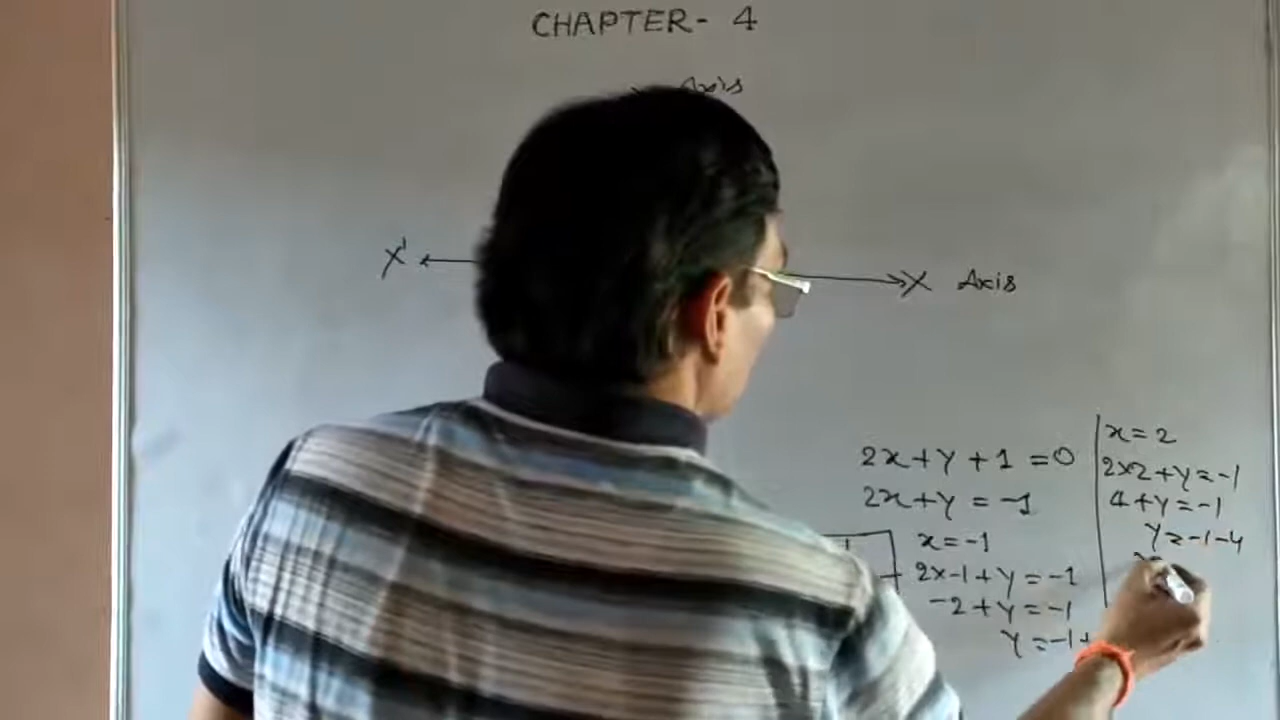 CHAPTER- 4
Axis
X' X Axis
2x+y+1=0
2x+y=-1
x=-1
2x-1+y=-1
-2+y=-1
y=-1+
x=2
2x2+y=-1
4+y=-1
y=-1-4